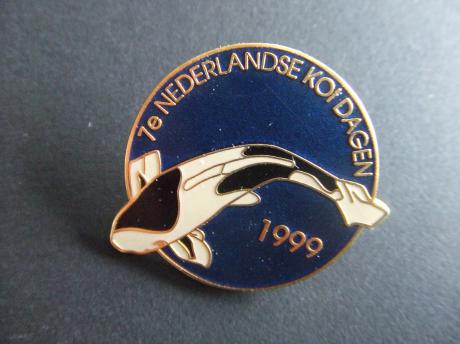 7e NEDERLANDSE KOi DAGEN
1999